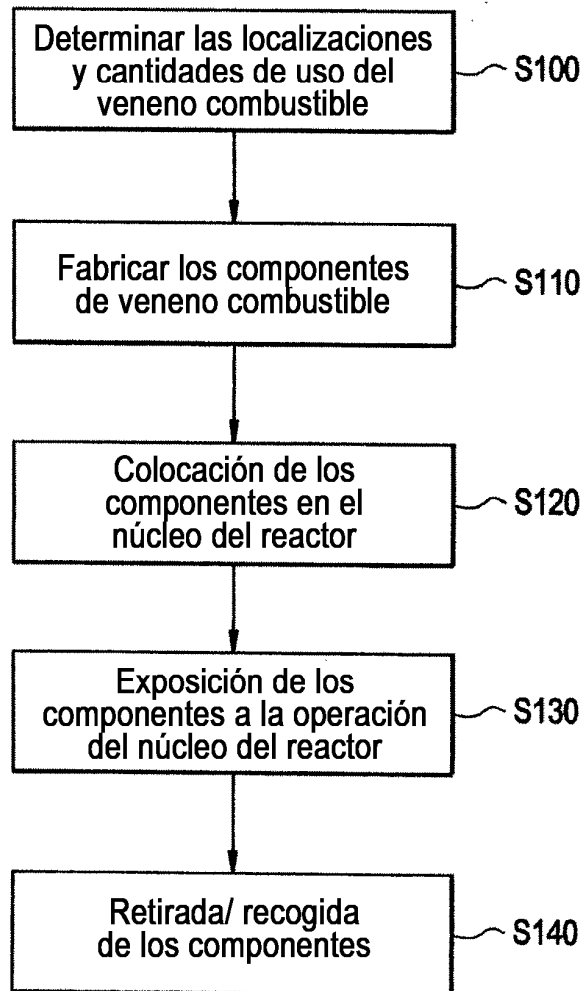 Determinar las localizaciones
y cantidades de uso del
veneno combustible
S100
Fabricar los componentes
de veneno combustible
S110
Colocación de los
componentes en el
núcleo del reactor
S120
Exposición de los
componentes a la operación
del núcleo del reactor
S130
Retirada/ recogida
de los componentes
S140